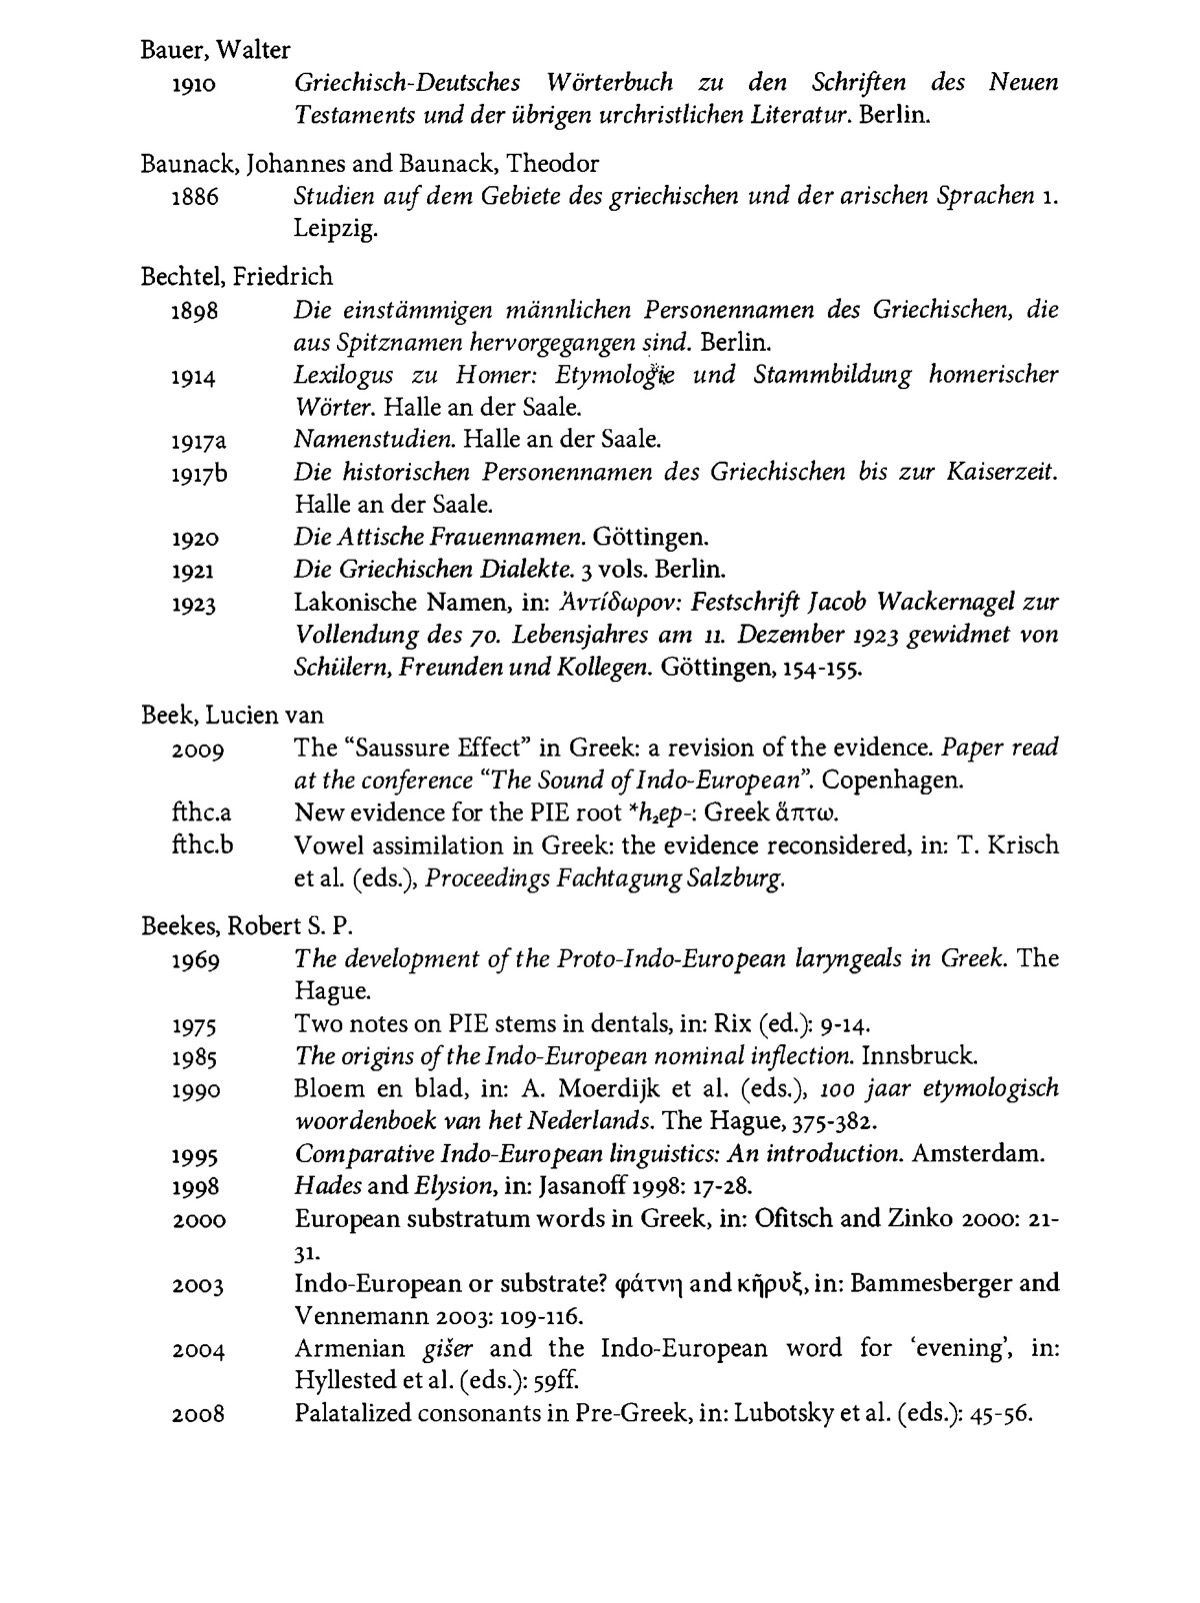 Bauer, Walter
1910 Griechisch-Deutsches Wörterbuch zu den Schriften des Neuen
Testaments und der übrigen urchristlichen Literatur. Berlin.
Baunack, Johannes and Baunack, Theodor
1886 Studien auf dem Gebiete des griechischen und der arischen Sprachen 1.
Leipzig.
Bechtel, Friedrich
1898 Die einstämmigen männlichen Personennamen des Griechischen, die
aus Spitznamen hervorgegangen sind. Berlin.
1914 Lexilogus zu Homer: Etymologie und Stammbildung homerischer
Wörter. Halle an der Saale.
1917a Namenstudien. Halle an der Saale.
1917b Die historischen Personennamen des Griechischen bis zur Kaiserzeit.
Halle an der Saale.
1920 Die Attische Frauennamen. Göttingen.
1921 Die Griechischen Dialekte. 3 vols. Berlin.
1923 Lakonische Namen, in: Ἀντίδωρον: Festschrift Jacob Wackernagel zur
Vollendung des 70. Lebensjahres am 11. Dezember 1923 gewidmet von
Schülern, Freunden und Kollegen. Göttingen, 154-155.
Beek, Lucien van
2009 The “Saussure Effect” in Greek: a revision of the evidence. Paper read
at the conference “The Sound of Indo-European”. Copenhagen.
fthc.a New evidence for the PIE root *h₂ep-: Greek ἅπτω.
fthc.b Vowel assimilation in Greek: the evidence reconsidered, in: T. Krisch
et al. (eds.), Proceedings Fachtagung Salzburg.
Beekes, Robert S. P.
1969 The development of the Proto-Indo-European laryngeals in Greek. The
Hague.
1975 Two notes on PIE stems in dentals, in: Rix (ed.): 9-14.
1985 The origins of the Indo-European nominal inflection. Innsbruck.
1990 Bloem en blad, in: A. Moerdijk et al. (eds.), 100 jaar etymologisch
woordenboek van het Nederlands. The Hague, 375-382.
1995 Comparative Indo-European linguistics: An introduction. Amsterdam.
1998 Hades and Elysion, in: Jasanoff 1998: 17-28.
2000 European substratum words in Greek, in: Ofitsch and Zinko 2000: 21-
31.
2003 Indo-European or substrate? φάτνη and κῆρυξ, in: Bammesberger and
Vennemann 2003: 109-116.
2004 Armenian gišer and the Indo-European word for ‘evening’, in:
Hyllested et al. (eds.): 59ff.
2008 Palatalized consonants in Pre-Greek, in: Lubotsky et al. (eds.): 45-56.